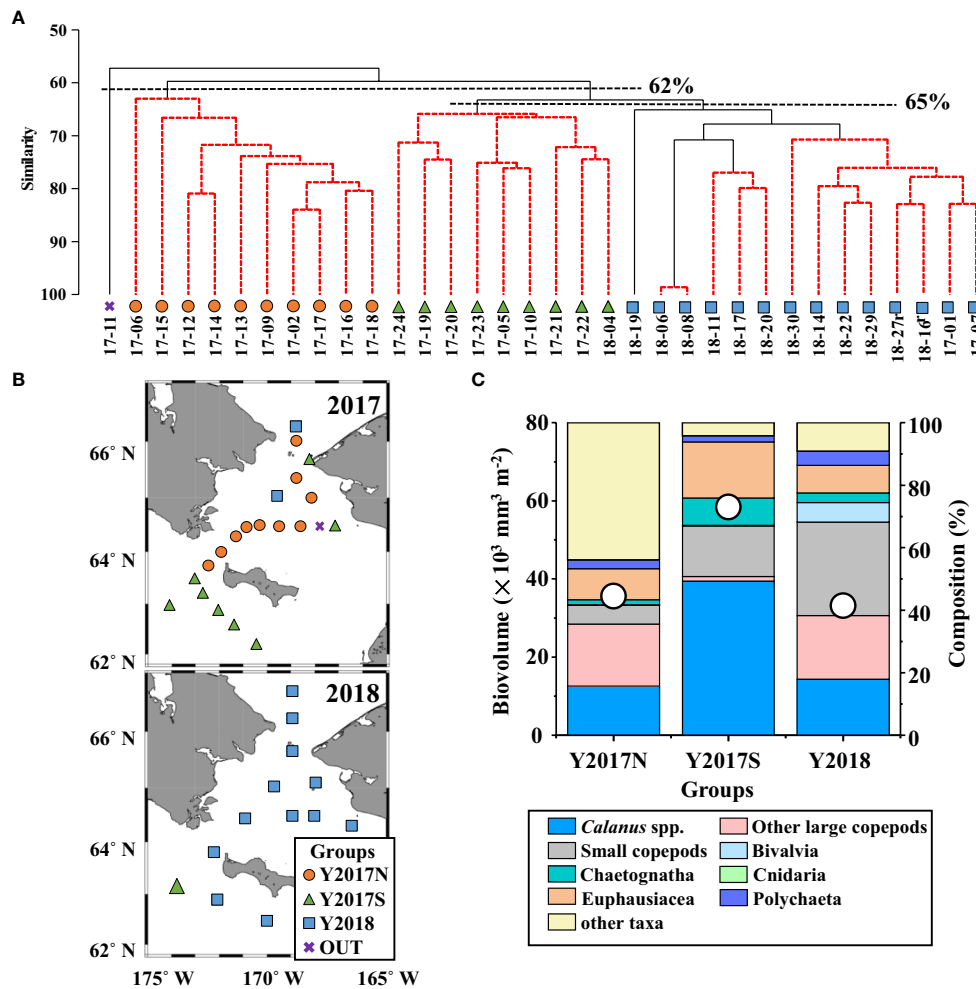 A
50
60
70
80
90
100
Similarity
62%
65%
17-11
17-06
17-15
17-12
17-14
17-13
17-09
17-02
17-17
17-16
17-18
17-24
17-19
17-20
17-23
17-05
17-10
17-21
17-22
18-04
18-19
18-06
18-08
18-11
18-17
18-20
18-30
18-14
18-22
18-29
18-27r
18-16r
17-01
B
2017
66° N
64° N
62° N
2018
66° N
64° N
62° N
175° W
170° W
165° W
Groups
Y2017N
Y2017S
Y2018
OUT
C
80
60
40
20
0
Biovolume (×10³ mm³ m⁻²)
100
80
60
40
20
0
Composition (%)
Y2017N Y2017S Y2018
Groups
Calanus spp. Other large copepods
Small copepods Bivalvia
Chaetognatha Cnidaria
Euphausiacea Polychaeta
other taxa